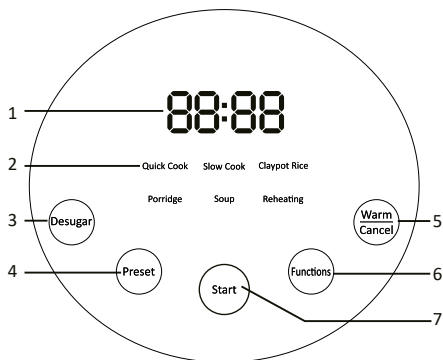 1
88:88
2
Quick Cook Slow Cook Claypot Rice
Porridge Soup Reheating
3
Desugar
Warm
Cancel
5
4
Preset
Start
Functions
6
7